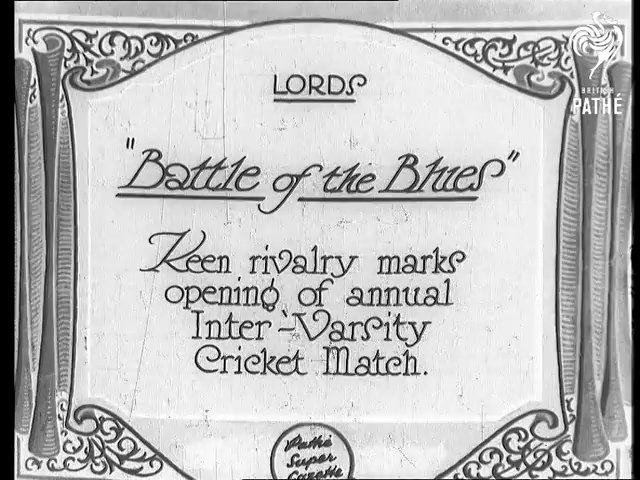 LORDS
BRITISH
PATHÉ
"Battle of the Blues"
Keen rivalry marks
opening of annual
Inter-'Varsity
Cricket Match.
Pathé
Super
Gazette